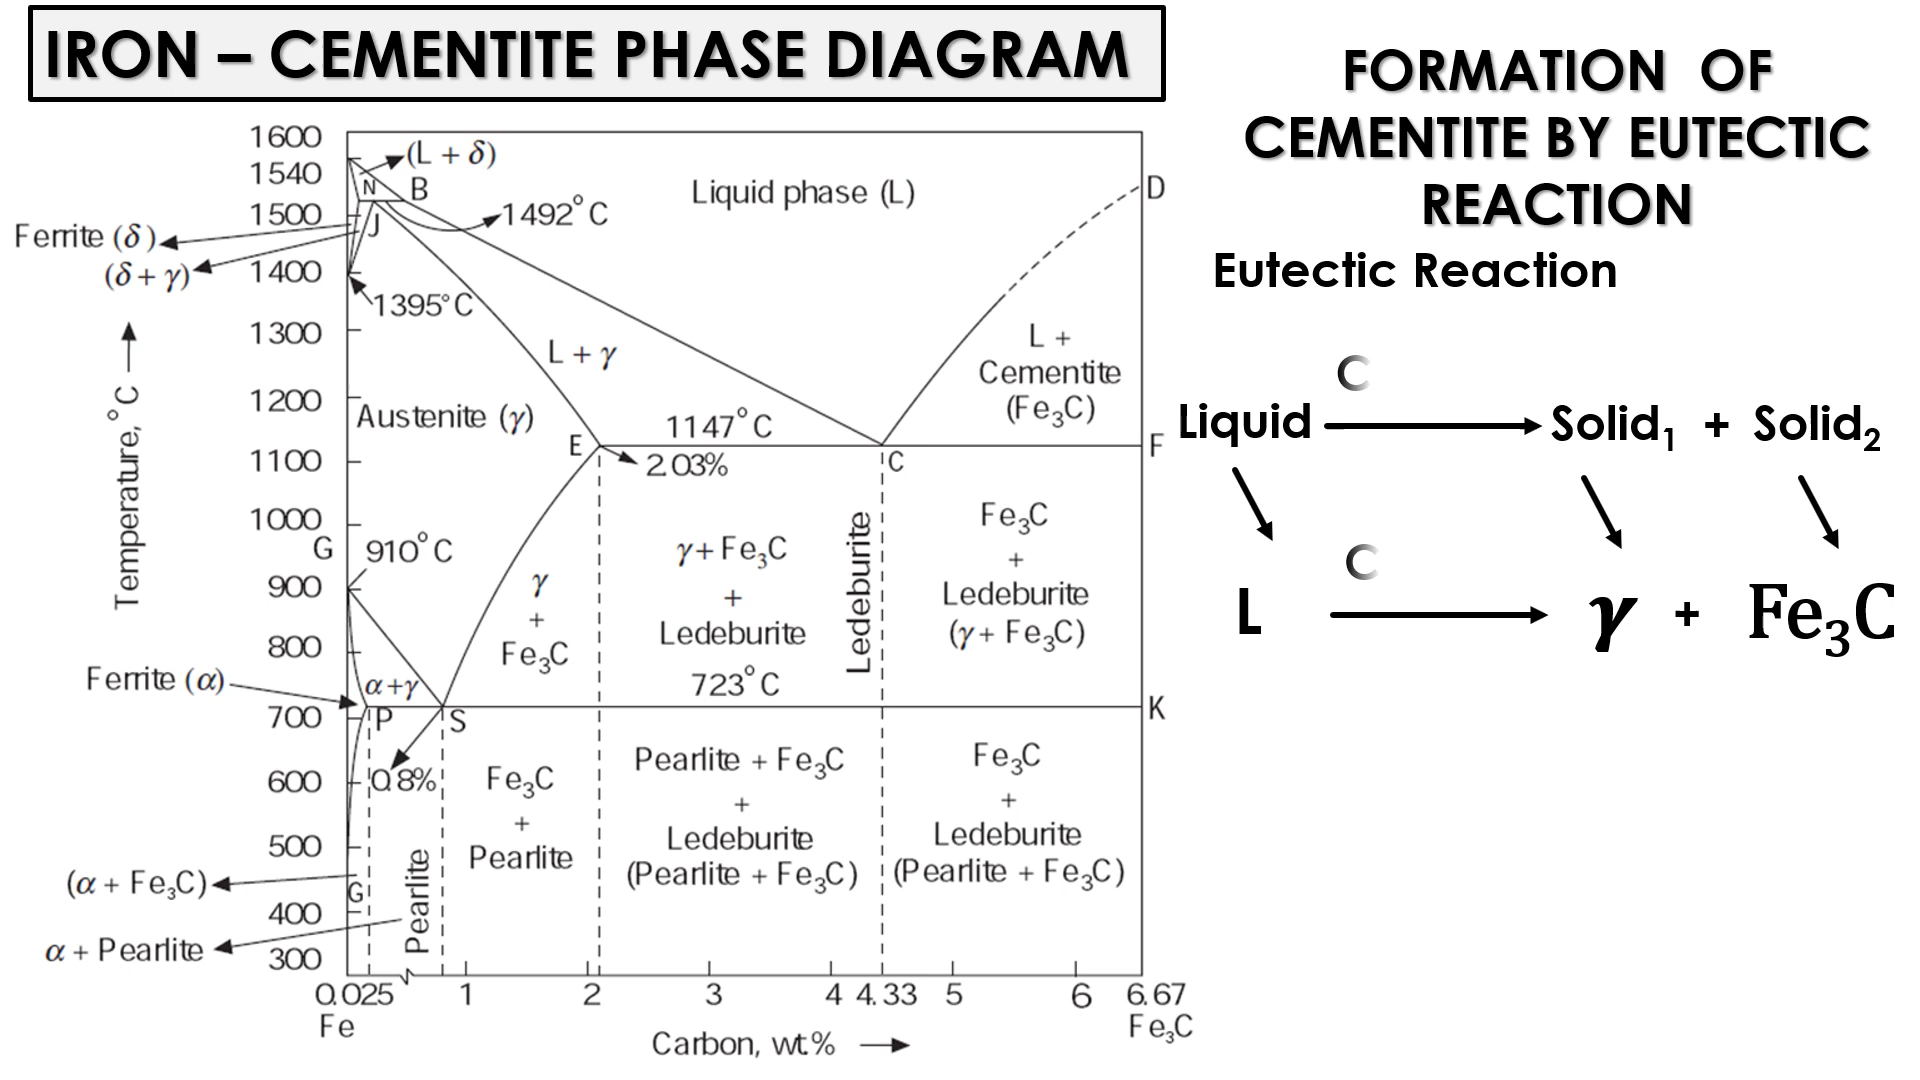 IRON – CEMENTITE PHASE DIAGRAM
FORMATION OF
CEMENTITE BY EUTECTIC
REACTION
Eutectic Reaction
C
Liquid Solid₁ + Solid₂
C
L γ + Fe₃C
1600
1540
1500
1400
1300
1200
1100
1000
900
800
700
600
500
400
300
Temperature, °C
(L + δ)
N
B
J
1492°C
Liquid phase (L)
D
Ferrite (δ)
(δ + γ)
1395°C
L + γ
L +
Cementite
(Fe₃C)
Austenite (γ)
1147°C
E
2.03%
C
F
G
910°C
γ
+
Fe₃C
γ + Fe₃C
+
Ledeburite
723°C
Ledeburite
Fe₃C
+
Ledeburite
(γ + Fe₃C)
Ferrite (α)
α+γ
P
S
K
0.8%
Fe₃C
+
Pearlite
Pearlite + Fe₃C
+
Ledeburite
(Pearlite + Fe₃C)
Fe₃C
+
Ledeburite
(Pearlite + Fe₃C)
(α + Fe₃C)
G
Pearlite
α + Pearlite
0.025 1 2 3 4 4.33 5 6 6.67
Fe Fe₃C
Carbon, wt.%